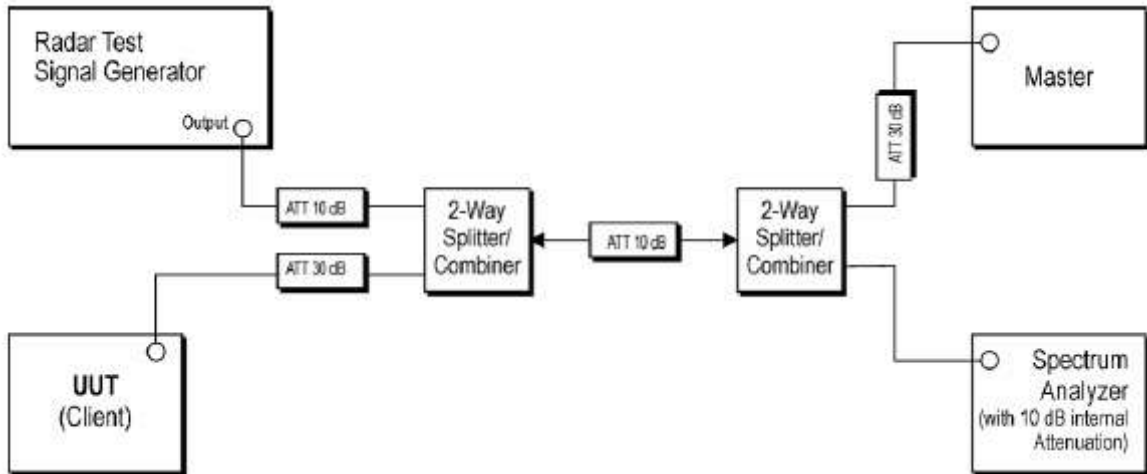 Radar Test
Signal Generator
Output
Master
ATT 30 dB
ATT 10 dB
2-Way
Splitter/
Combiner
ATT 10 dB
2-Way
Splitter/
Combiner
ATT 30 dB
UUT
(Client)
Spectrum
Analyzer
(with 10 dB internal
Attenuation)